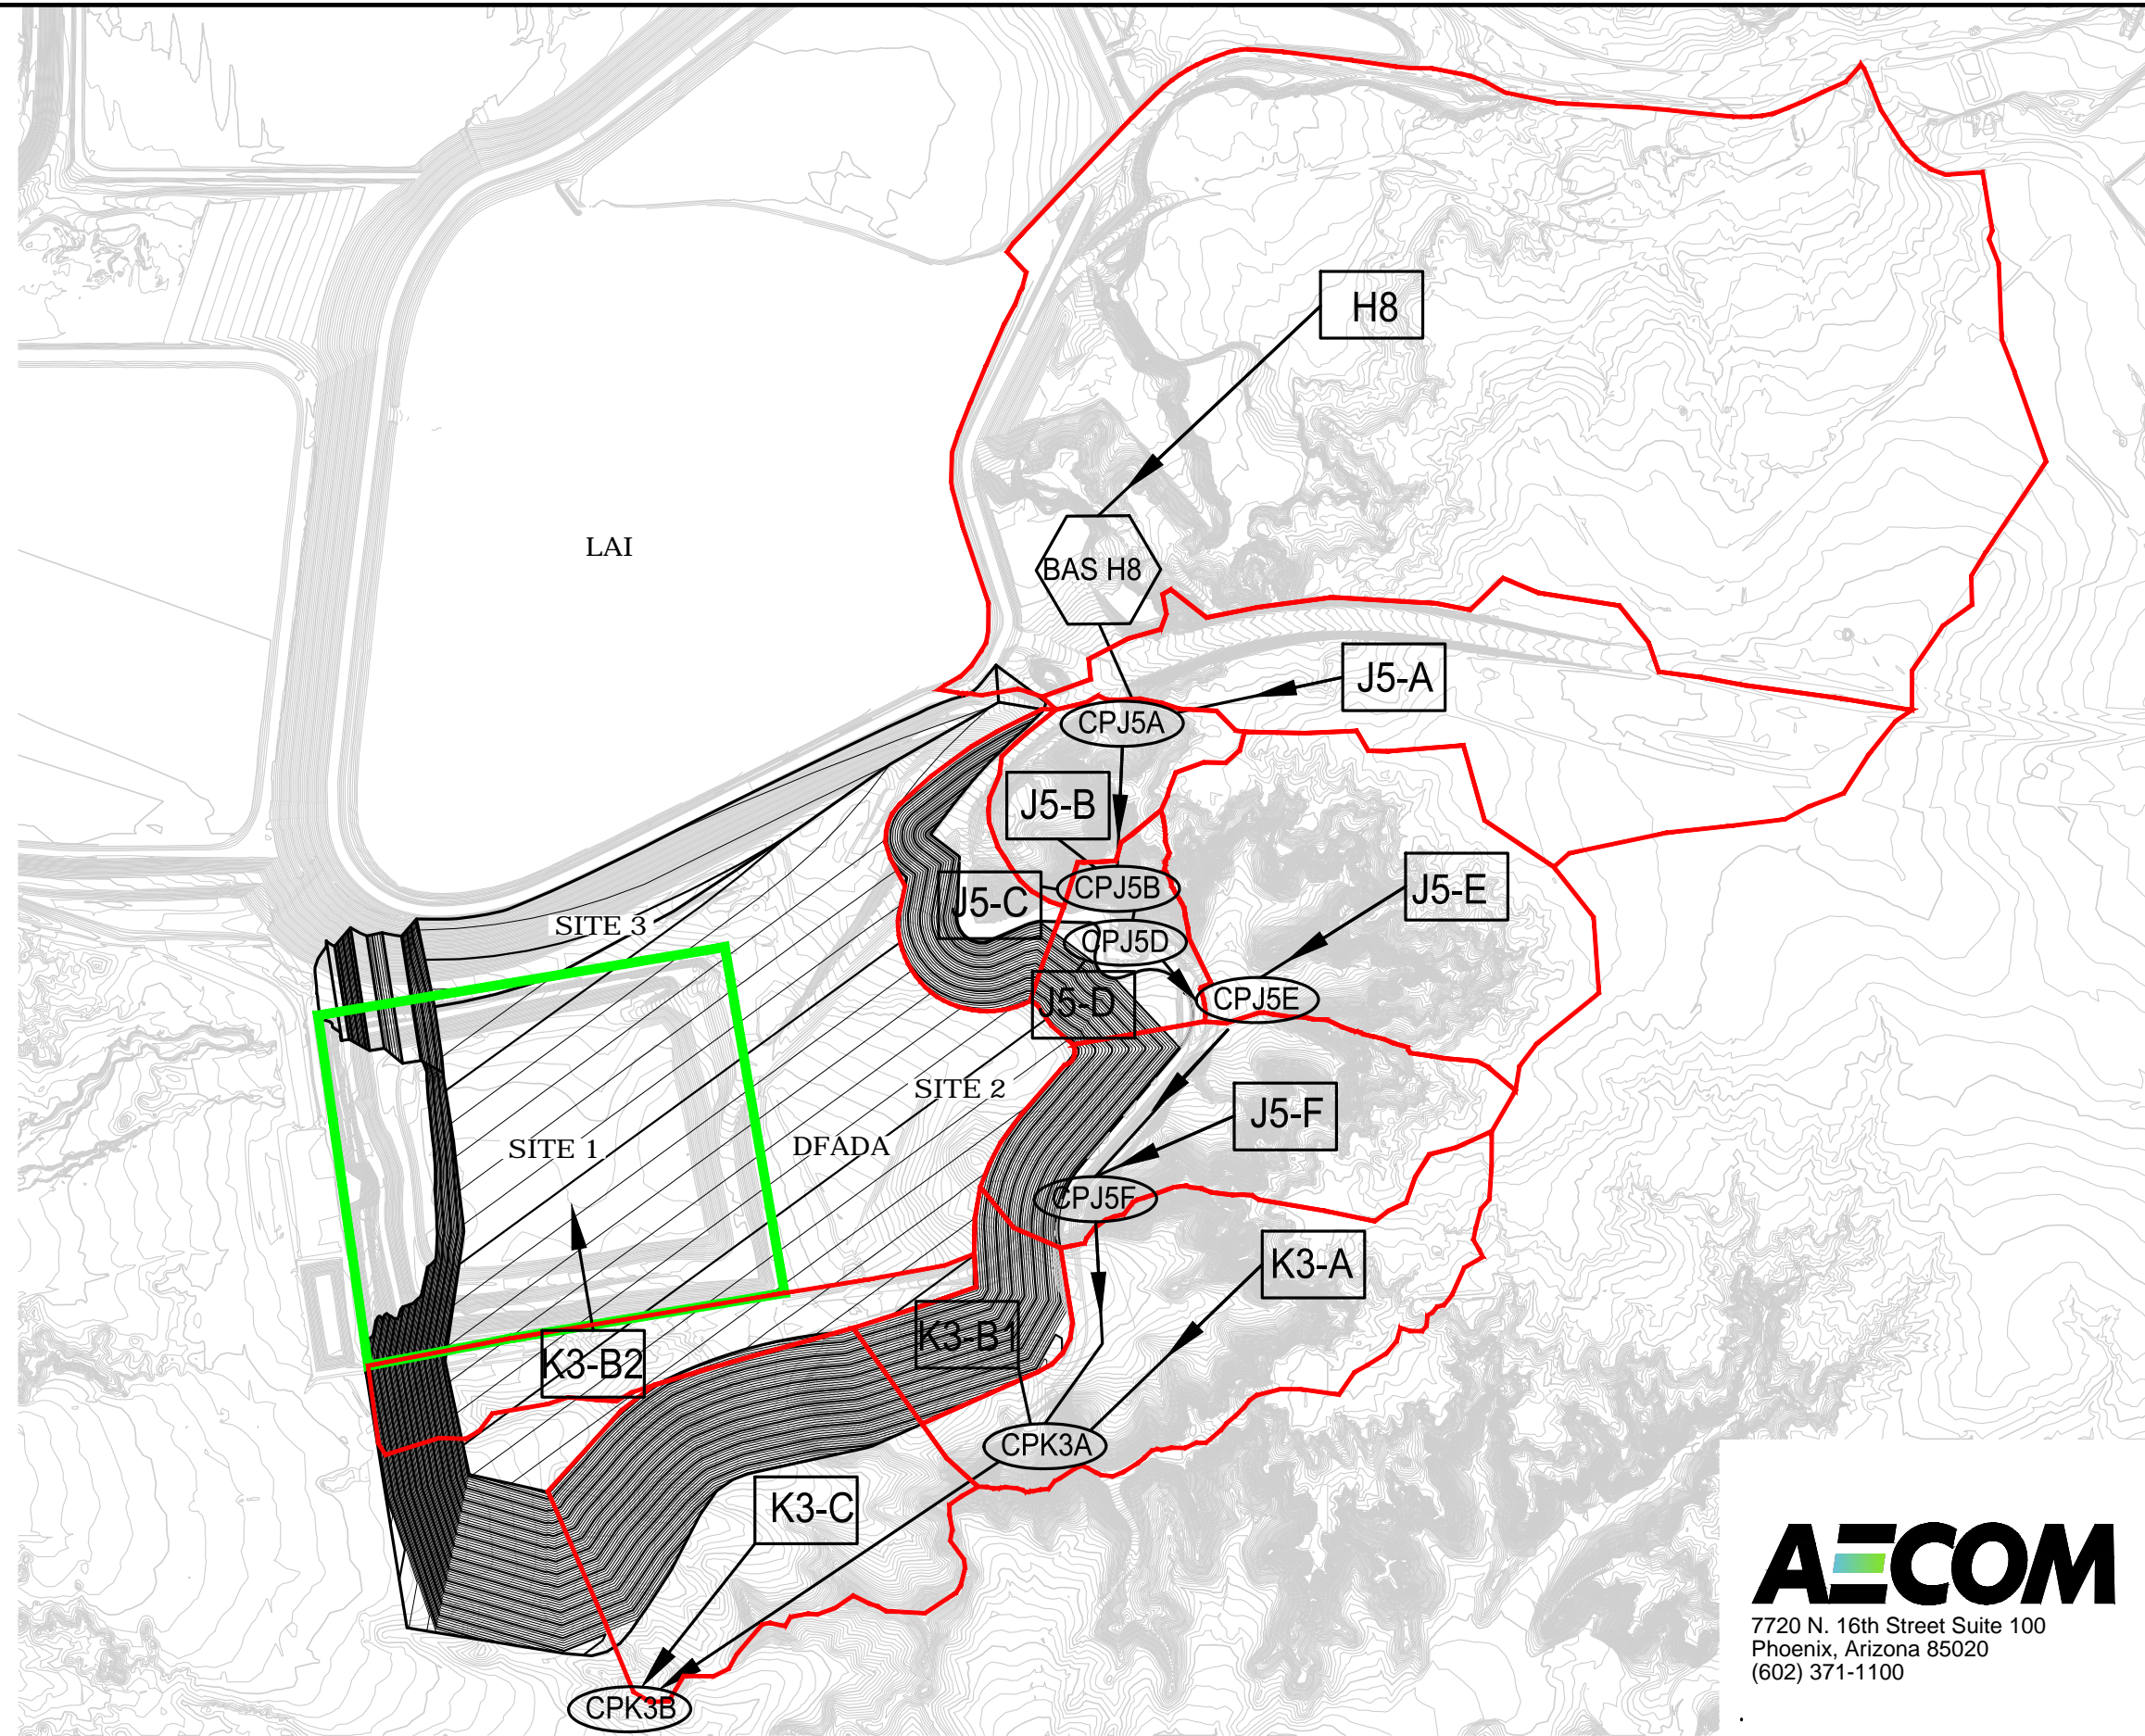 H8
LAI
BAS H8
J5-A
CPJ5A
J5-B
J5-E
CPJ5B
J5-C
SITE 3
CPJ5D
CPJ5E
J5-D
SITE 2
J5-F
SITE 1
DFADA
CPJ5F
K3-A
K3-B1
K3-B2
CPK3A
K3-C
CPK3B
AECOM
7720 N. 16th Street Suite 100
Phoenix, Arizona 85020
(602) 371-1100